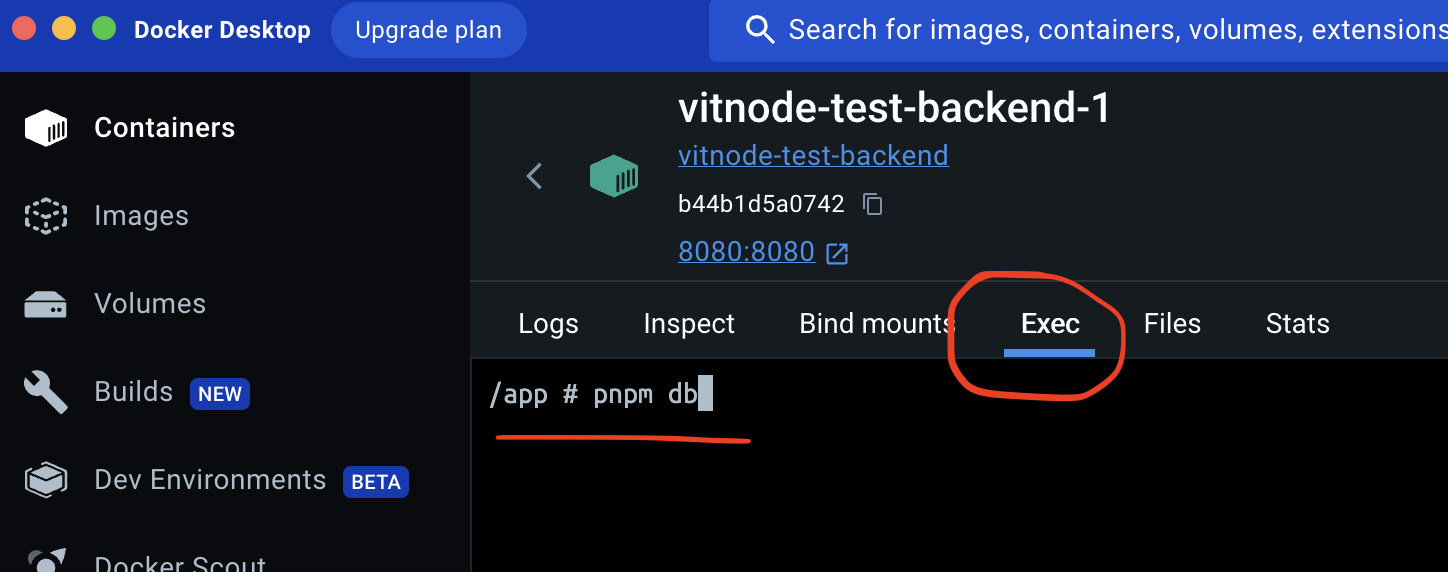 Docker Desktop Upgrade plan Search for images, containers, volumes, extensions
Containers
Images
Volumes
Builds NEW
Dev Environments BETA
Docker Scout
vitnode-test-backend-1
vitnode-test-backend
b44b1d5a0742
8080:8080
Logs Inspect Bind mounts Exec Files Stats
/app # pnpm db